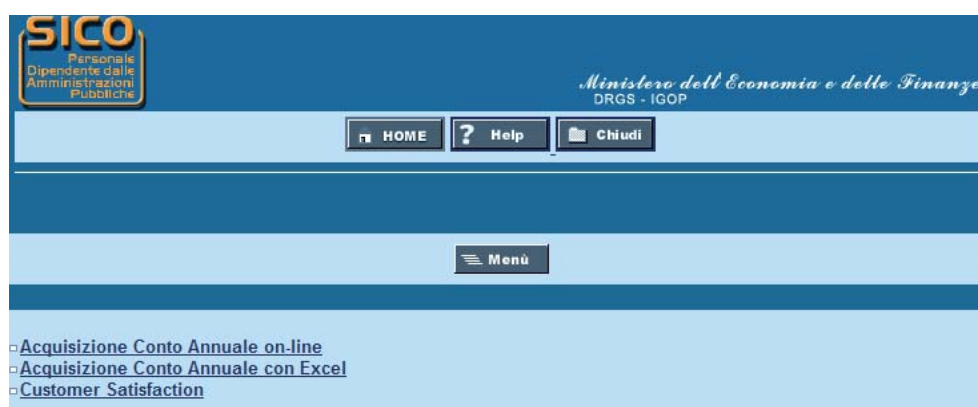 SICO
Personale
Dipendente dalle
Amministrazioni
Pubbliche
Ministero dell'Economia e delle Finanze
DRGS - IGOP
HOME
Help
Chiudi
Menù
Acquisizione Conto Annuale on-line
Acquisizione Conto Annuale con Excel
Customer Satisfaction